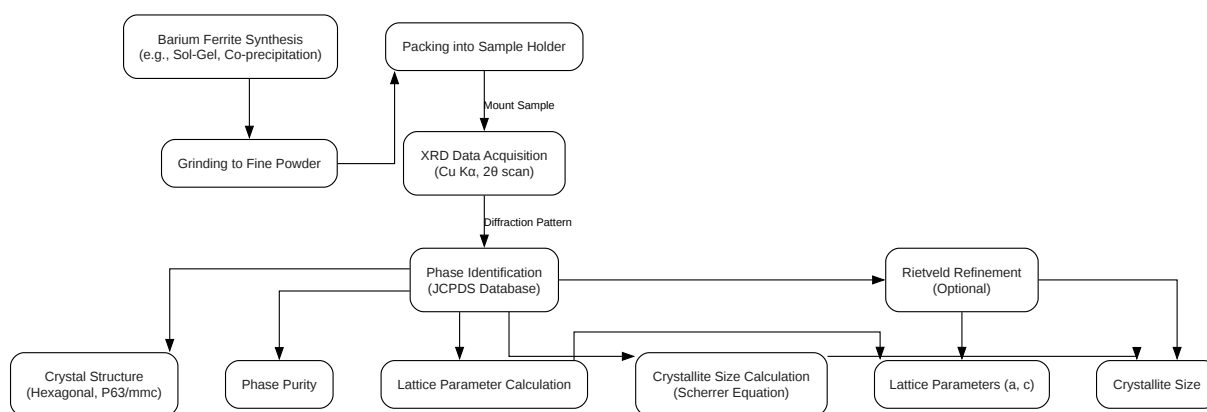 Barium Ferrite Synthesis
(e.g., Sol-Gel, Co-precipitation)
Packing into Sample Holder
Mount Sample
Grinding to Fine Powder
XRD Data Acquisition
(Cu Kα, 2θ scan)
Diffraction Pattern
Phase Identification
(JCPDS Database)
Rietveld Refinement
(Optional)
Crystal Structure
(Hexagonal, P63/mmc)
Phase Purity
Lattice Parameter Calculation
Crystallite Size Calculation
(Scherrer Equation)
Lattice Parameters (a, c)
Crystallite Size